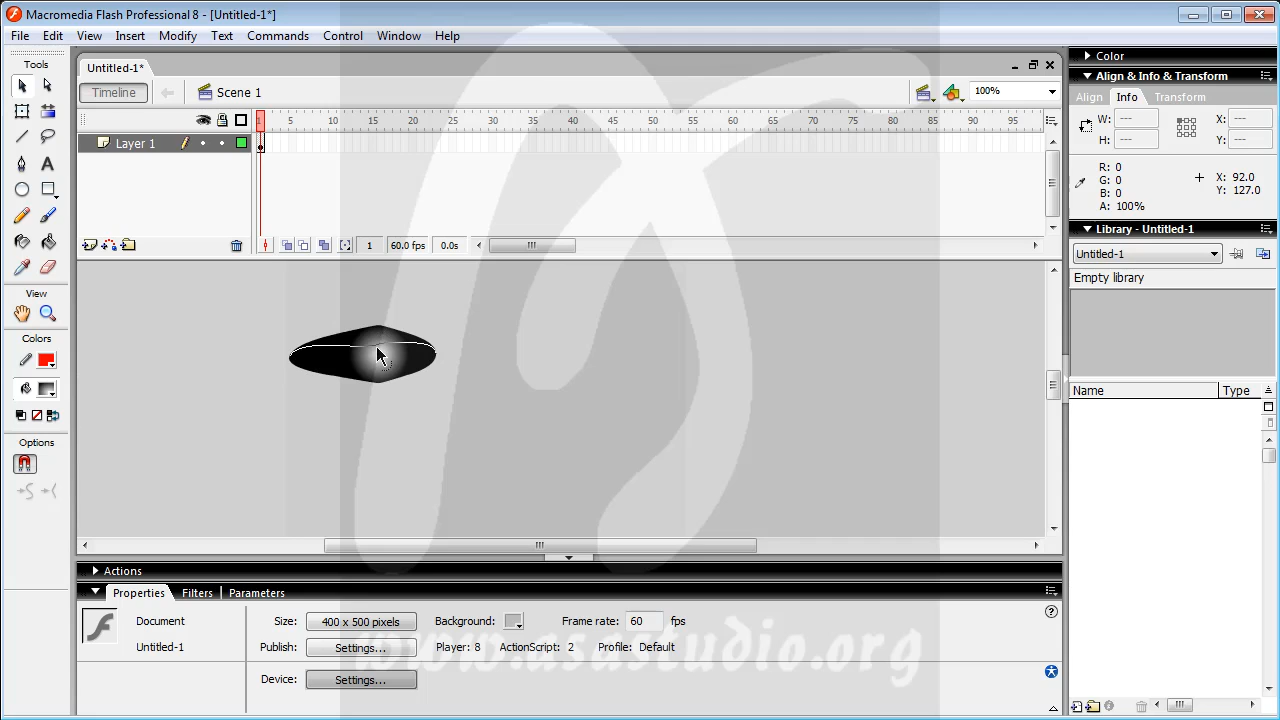 Macromedia Flash Professional 8 - [Untitled-1*]
File Edit View Insert Modify Text Commands Control Window Help
Tools
View
Colors
Options
Untitled-1*
Timeline Scene 1 100%
1 5 10 15 20 25 30 35 40 45 50 55 60 65 70 75 80 85 90 95
Layer 1
1 60.0 fps 0.0s
Color
Align & Info & Transform
Align Info Transform
W: --- X: ---
H: --- Y: ---
R: 0
G: 0
B: 0
A: 100%
X: 92.0
Y: 127.0
Library - Untitled-1
Untitled-1
Empty library
Name Type
Actions
Properties Filters Parameters
Document
Untitled-1
Size: 400 x 500 pixels Background: Frame rate: 60 fps
Publish: Settings... Player: 8 ActionScript: 2 Profile: Default
Device: Settings...
www.asastudio.org